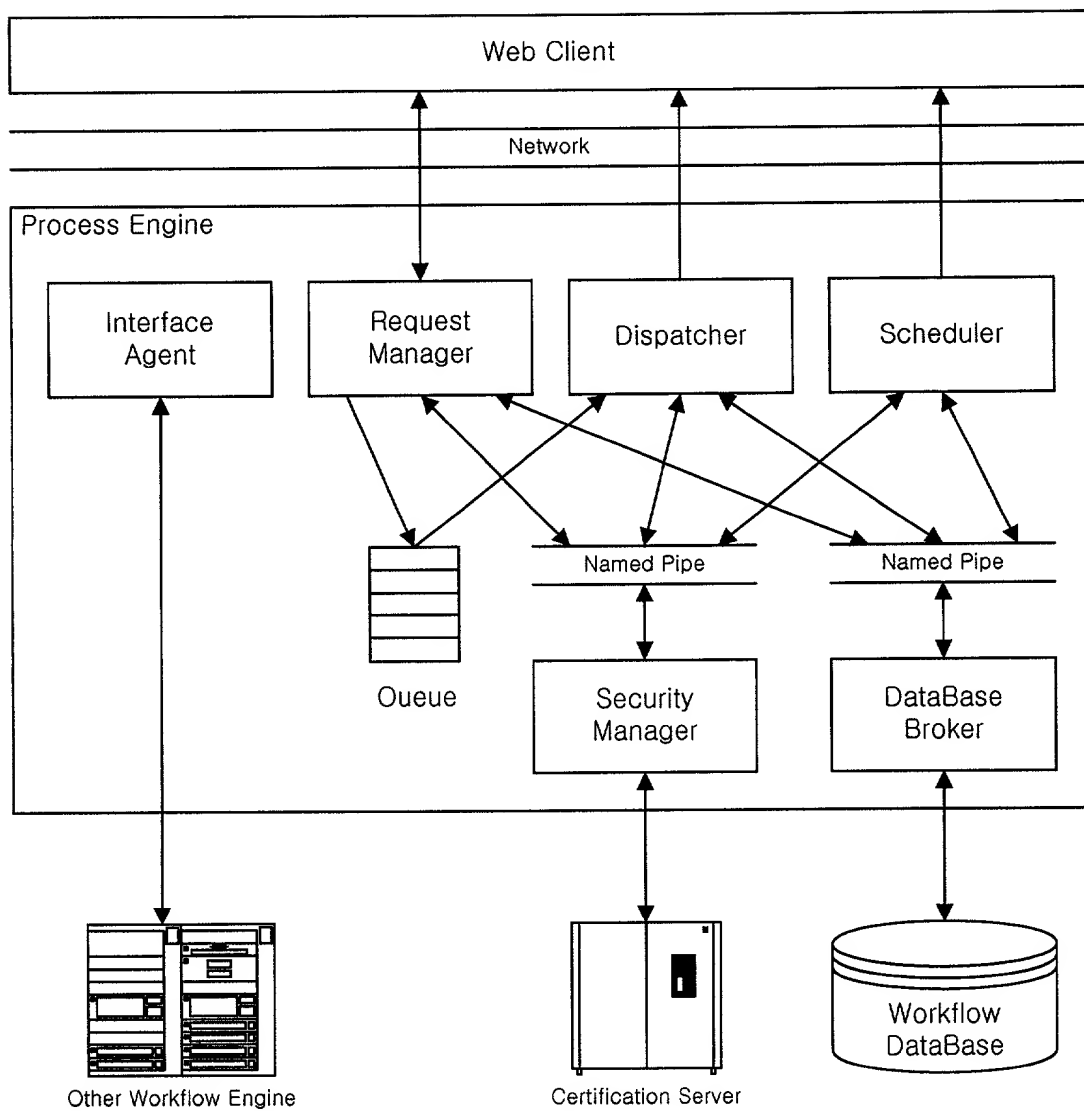 Web Client
Network
Process Engine
Interface
Agent
Request
Manager
Dispatcher
Scheduler
Named Pipe
Named Pipe
Oueue
Security
Manager
DataBase
Broker
Workflow
DataBase
Other Workflow Engine
Certification Server